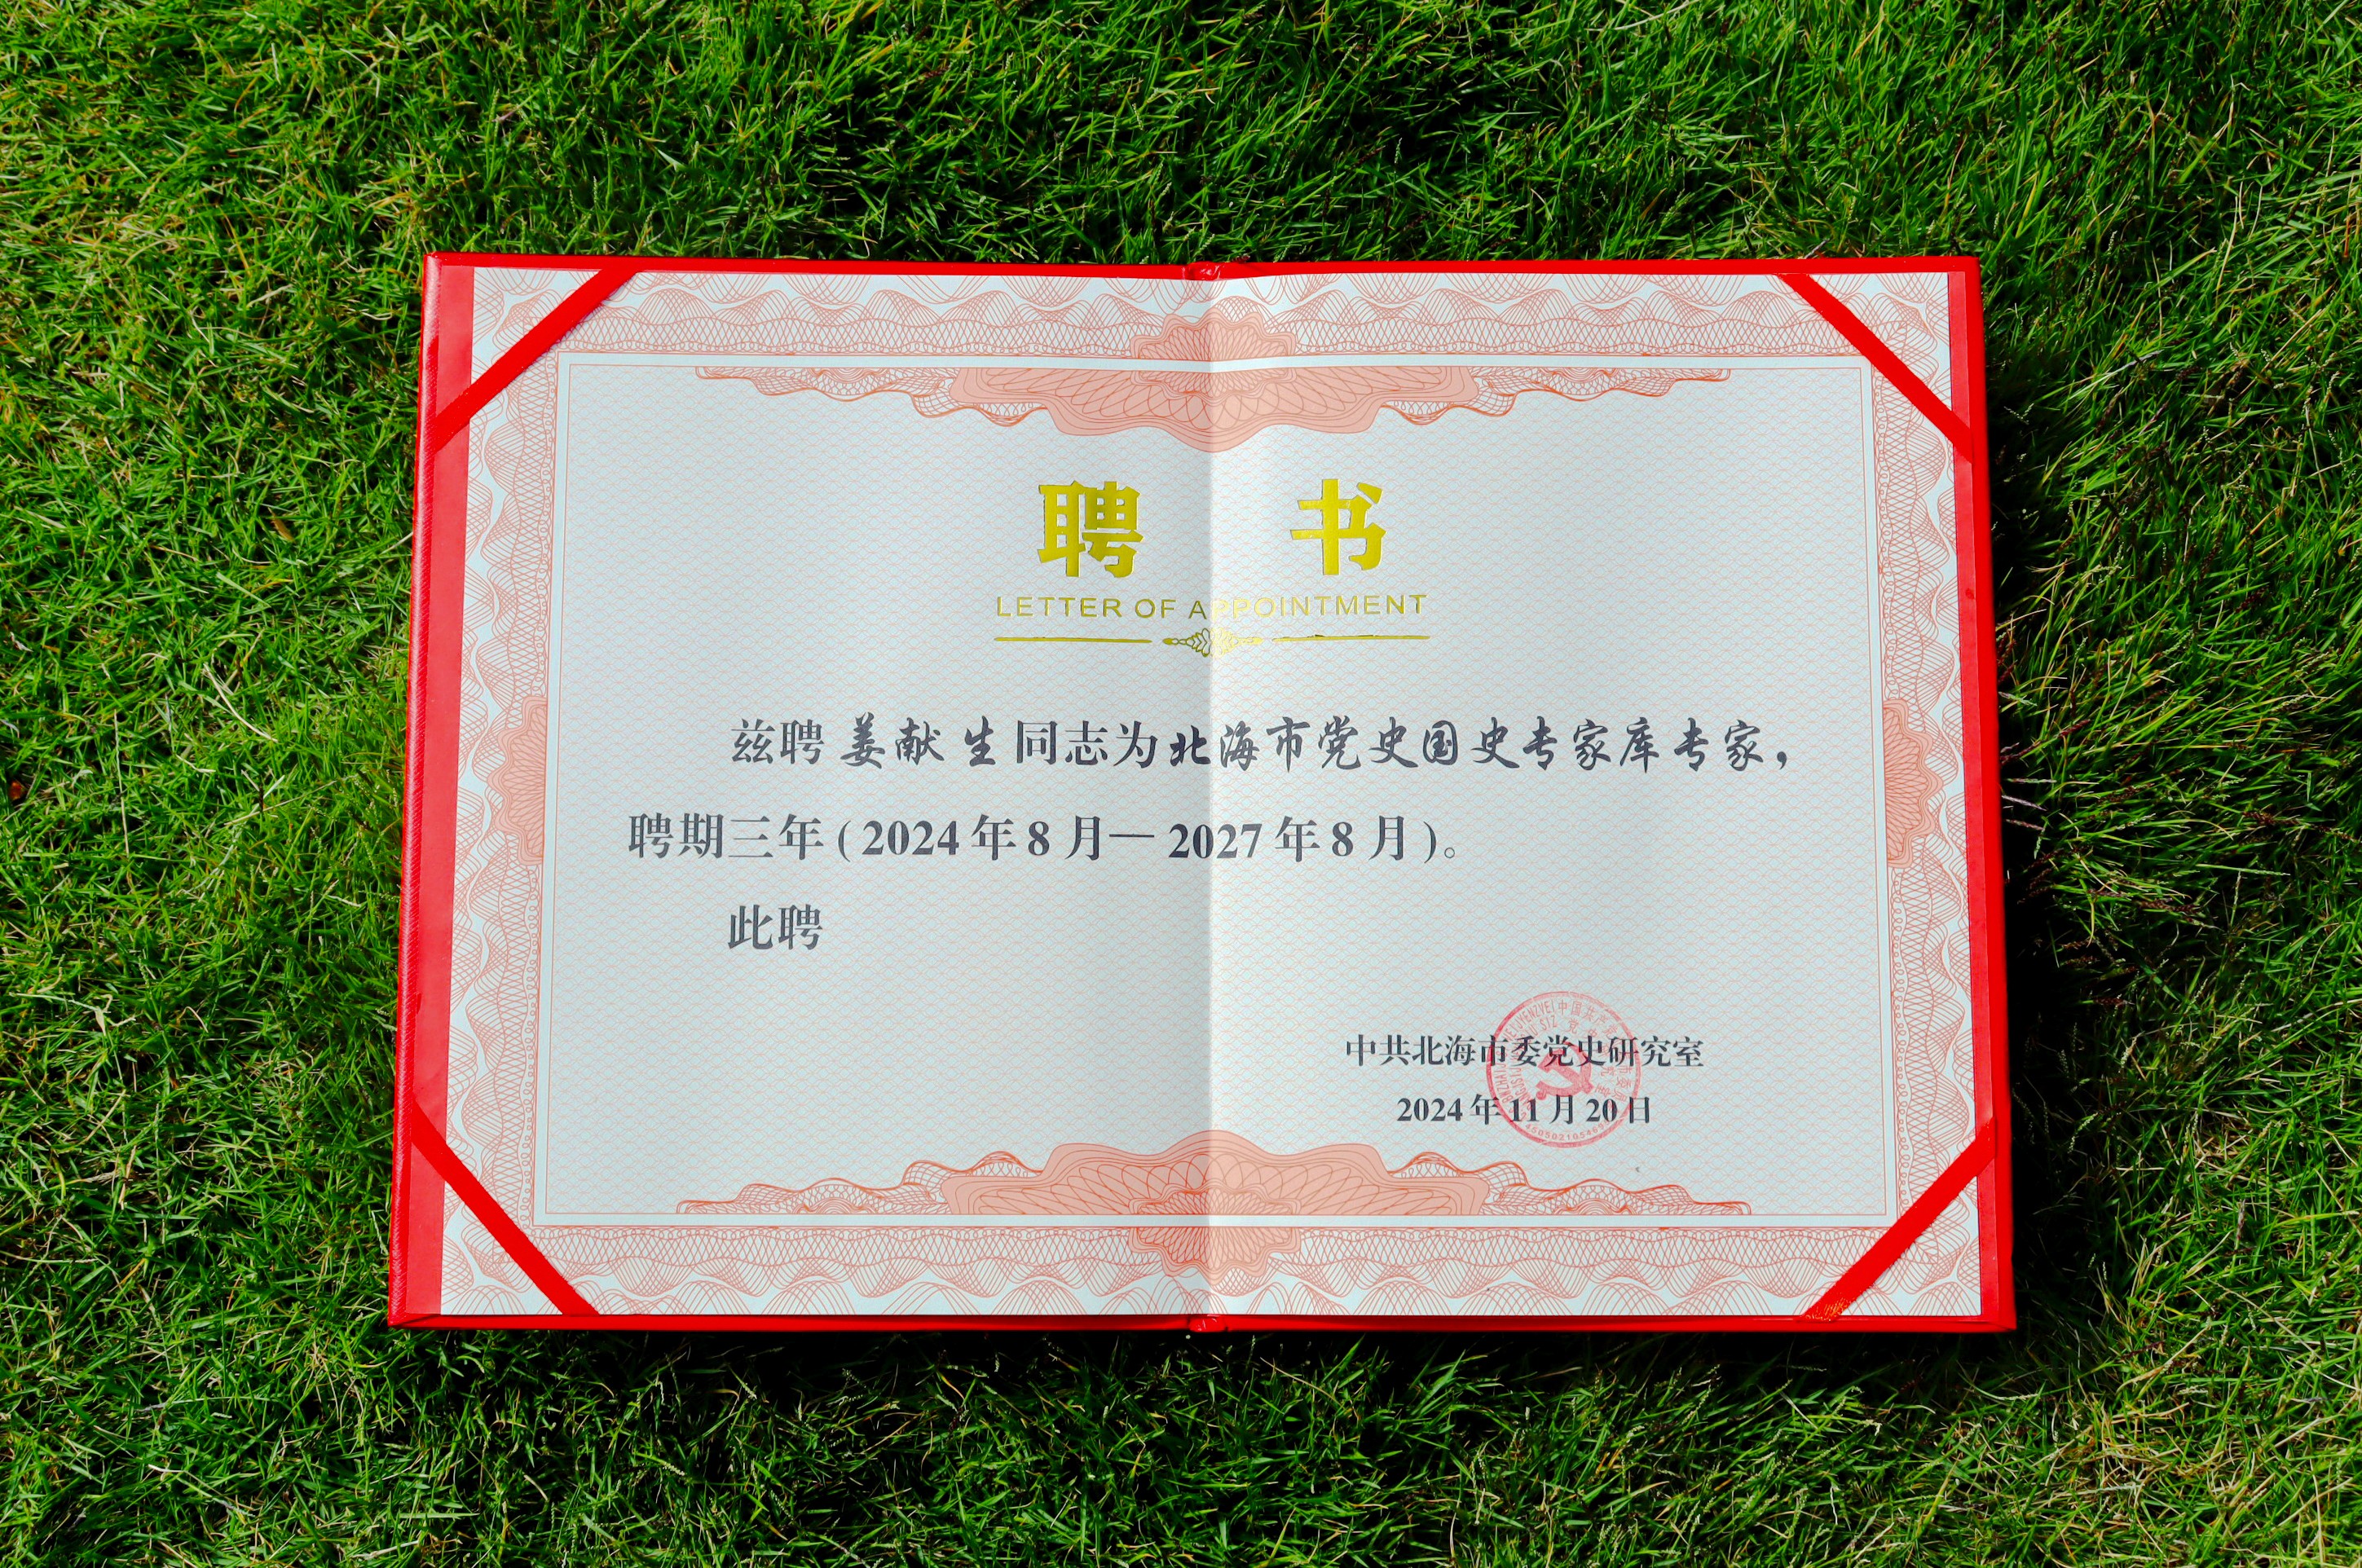 聘 书
LETTER OF APPOINTMENT
兹聘 姜献生 同志为北海市党史国史专家库专家，
聘期三年(2024年8月—2027年8月)。
此聘
中共北海市委党史研究室
2024年11月20日